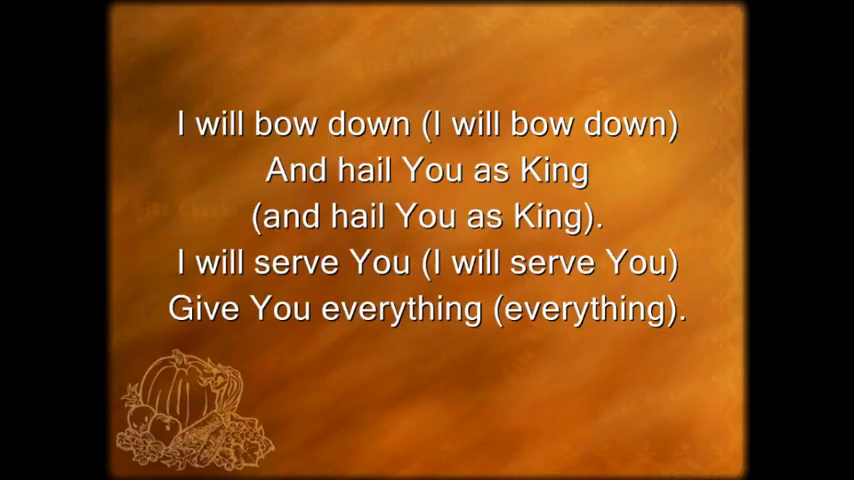 I will bow down (I will bow down)
And hail You as King
(and hail You as King).
I will serve You (I will serve You)
Give You everything (everything).